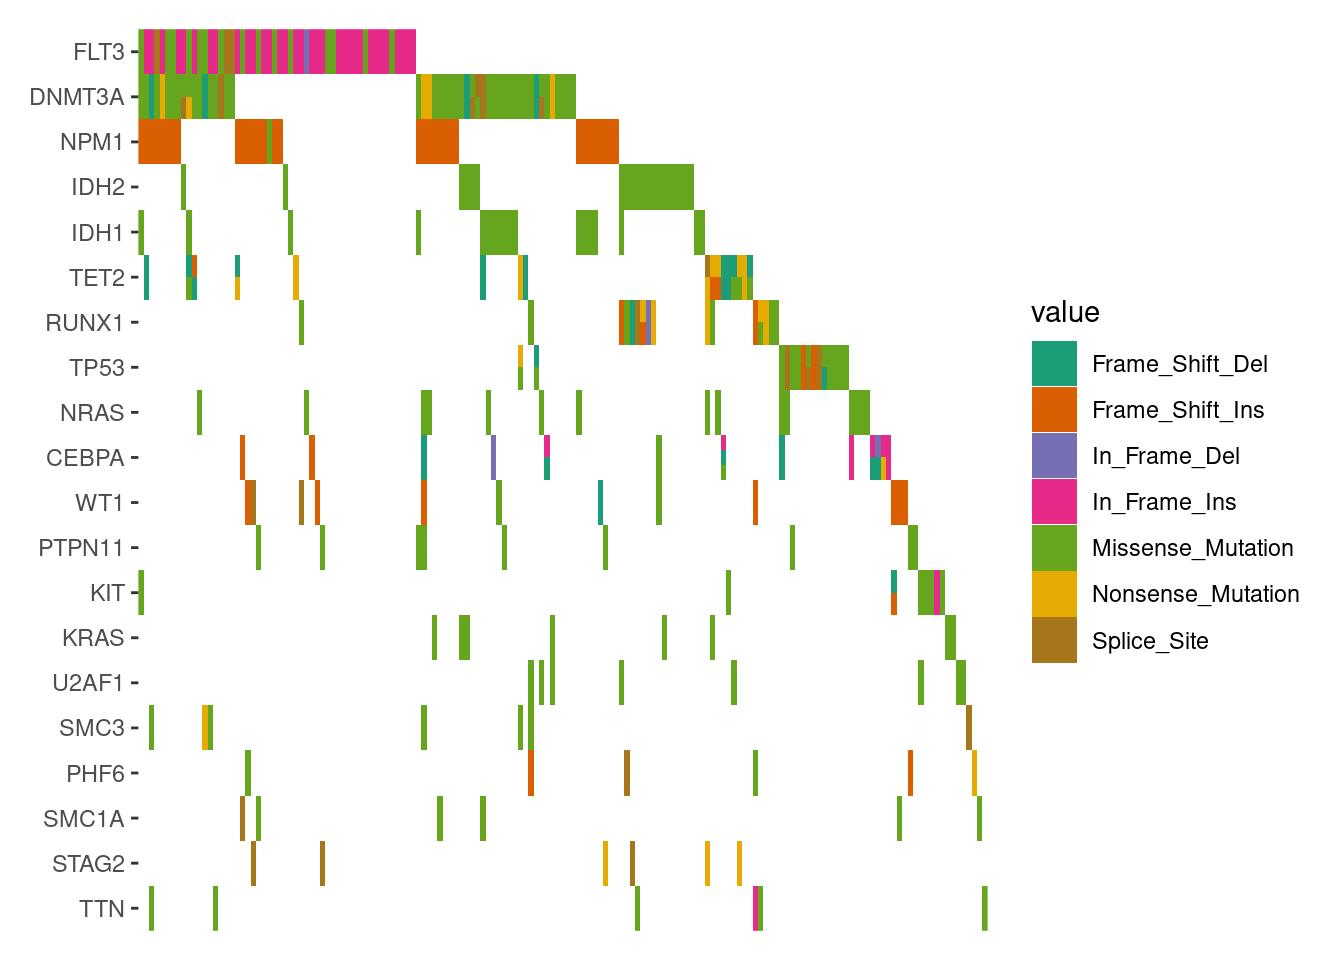 FLT3
DNMT3A
NPM1
IDH2
IDH1
TET2
RUNX1
TP53
NRAS
CEBPA
WT1
PTPN11
KIT
KRAS
U2AF1
SMC3
PHF6
SMC1A
STAG2
TTN
value
Frame_Shift_Del
Frame_Shift_Ins
In_Frame_Del
In_Frame_Ins
Missense_Mutation
Nonsense_Mutation
Splice_Site